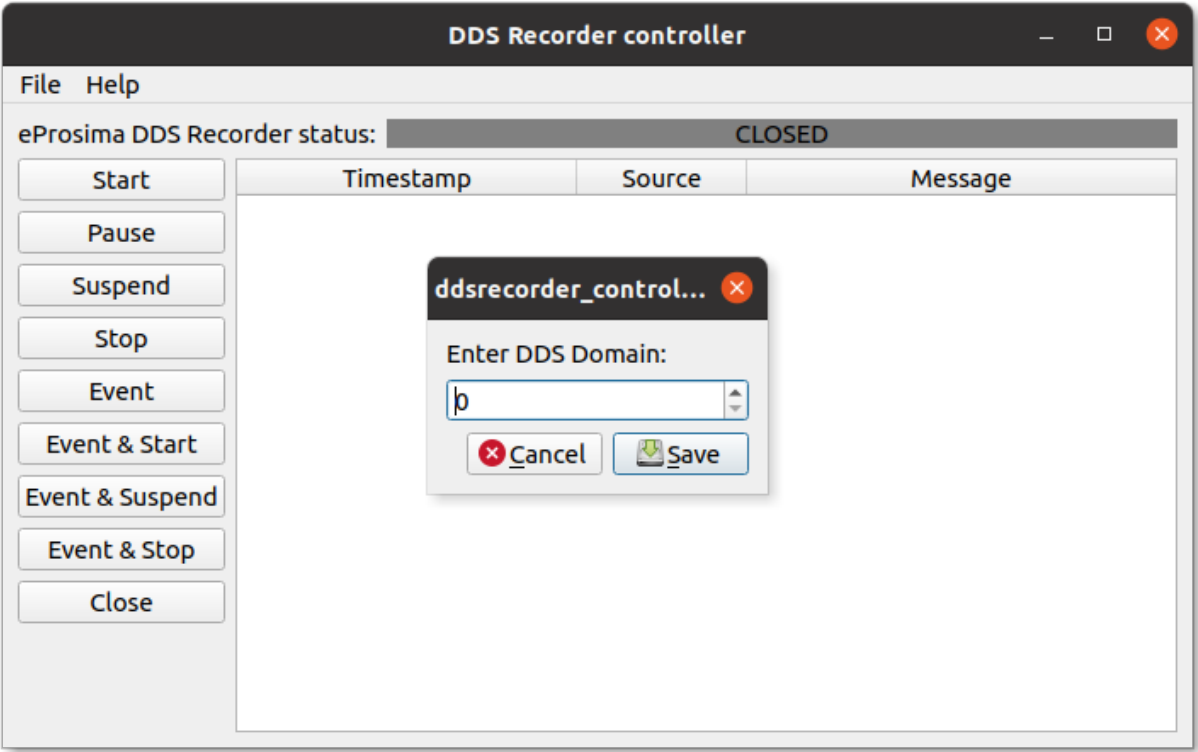 DDS Recorder controller
File Help
eProsima DDS Recorder status: CLOSED
Start
Pause
Suspend
Stop
Event
Event & Start
Event & Suspend
Event & Stop
Close
Timestamp Source Message
ddsrecorder_control...
Enter DDS Domain:
0
Cancel Save